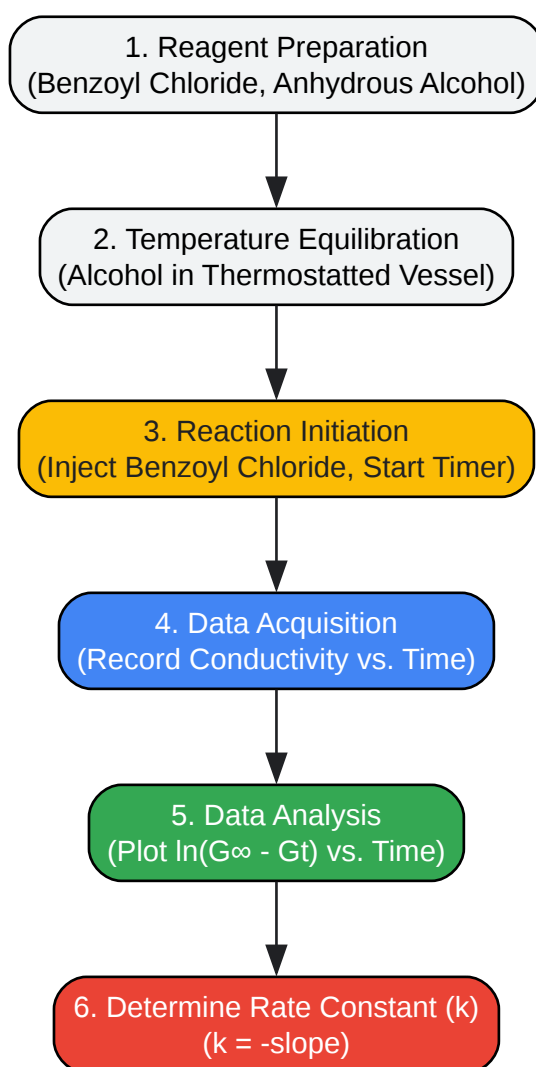 1. Reagent Preparation
(Benzoyl Chloride, Anhydrous Alcohol)
2. Temperature Equilibration
(Alcohol in Thermostatted Vessel)
3. Reaction Initiation
(Inject Benzoyl Chloride, Start Timer)
4. Data Acquisition
(Record Conductivity vs. Time)
5. Data Analysis
(Plot ln(G∞ - Gt) vs. Time)
6. Determine Rate Constant (k)
(k = -slope)